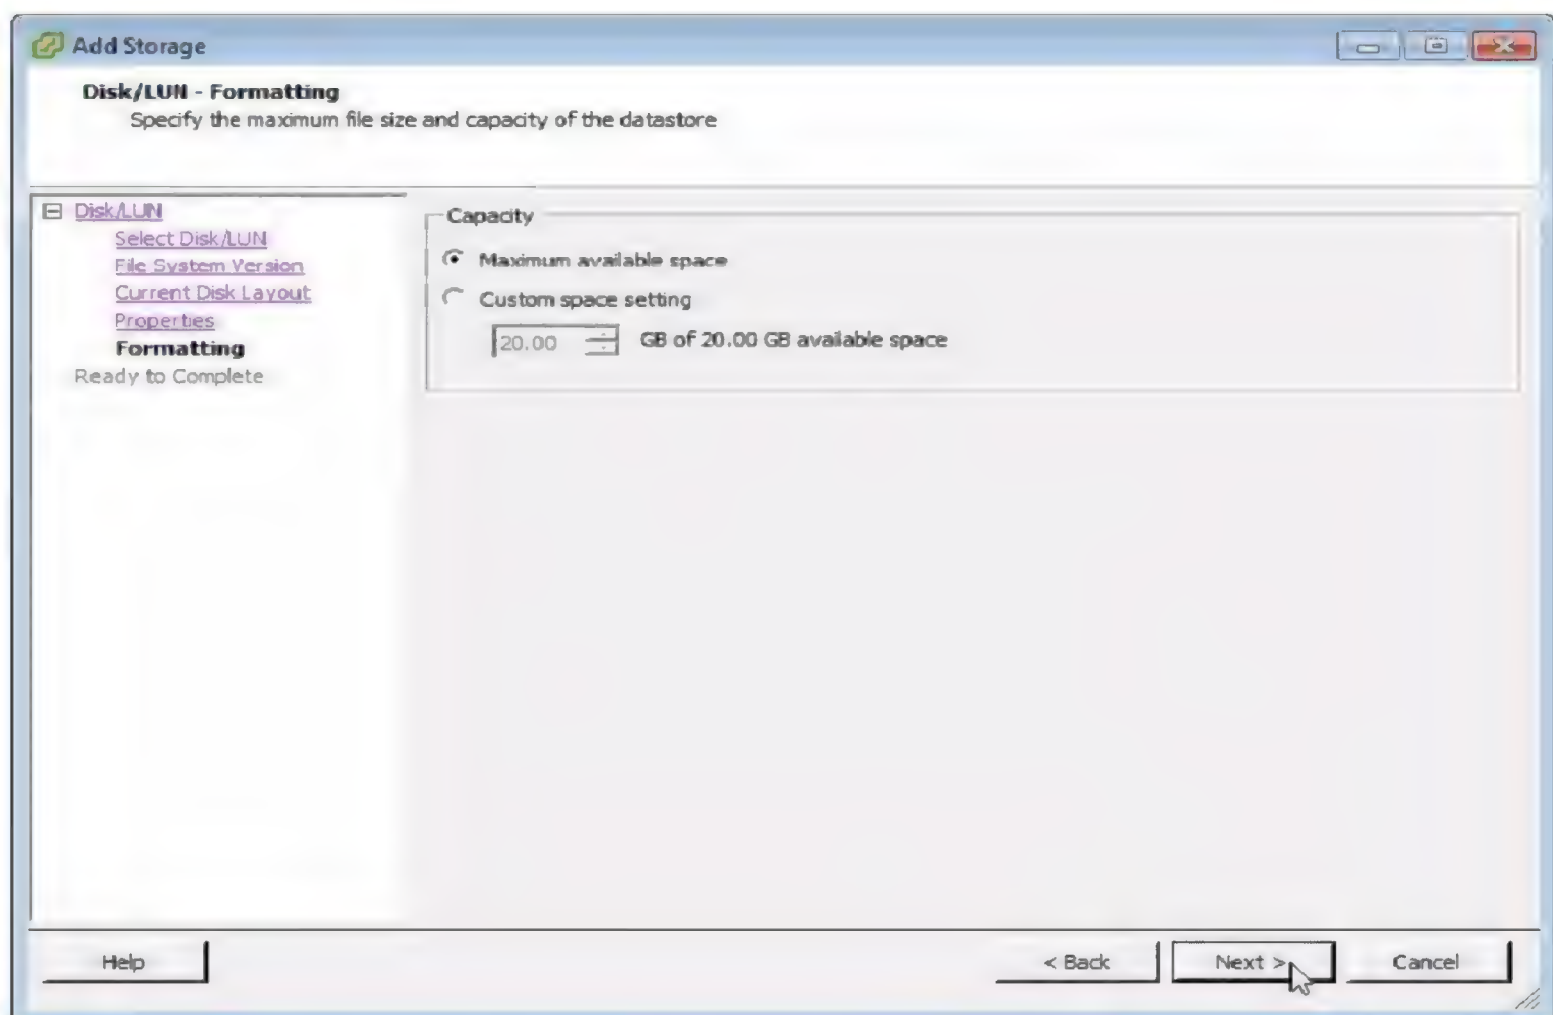 Add Storage
Disk/LUN - Formatting
Specify the maximum file size and capacity of the datastore
Disk/LUN
Select Disk/LUN
File System Version
Current Disk Layout
Properties
Formatting
Ready to Complete
Capacity
Maximum available space
Custom space setting
20.00 GB of 20.00 GB available space
Help
< Back
Next >
Cancel